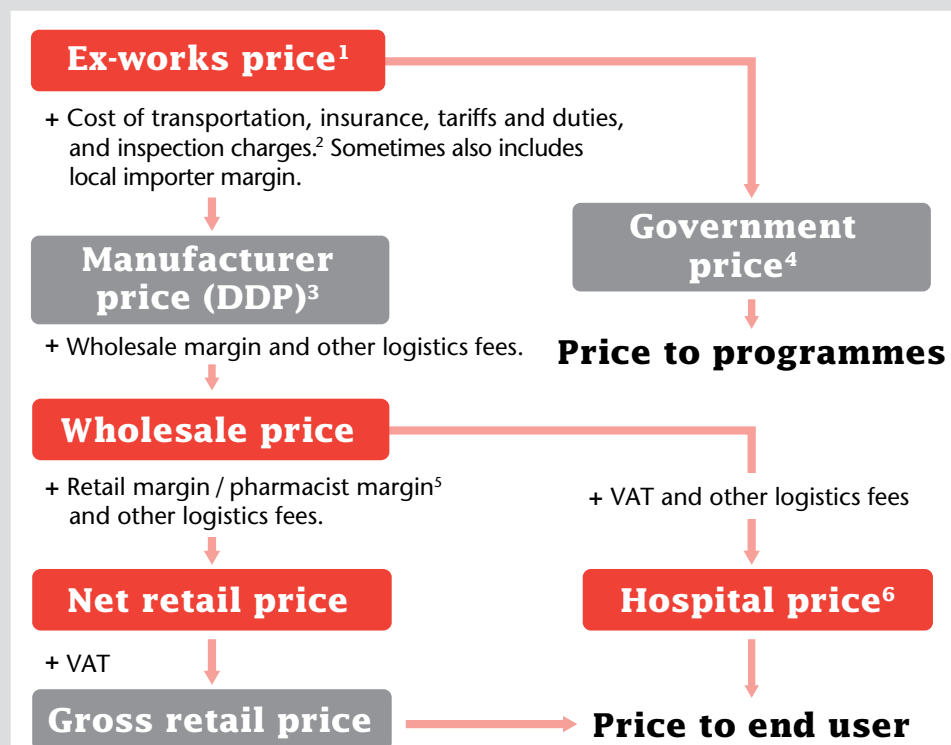 Ex-works price¹
+ Cost of transportation, insurance, tariffs and duties,
and inspection charges.² Sometimes also includes
local importer margin.
Manufacturer
price (DDP)³
+ Wholesale margin and other logistics fees.
Government
price⁴
Price to programmes
Wholesale price
+ Retail margin / pharmacist margin⁵
and other logistics fees.
+ VAT and other logistics fees
Net retail price
Hospital price⁶
+ VAT
Gross retail price
Price to end user